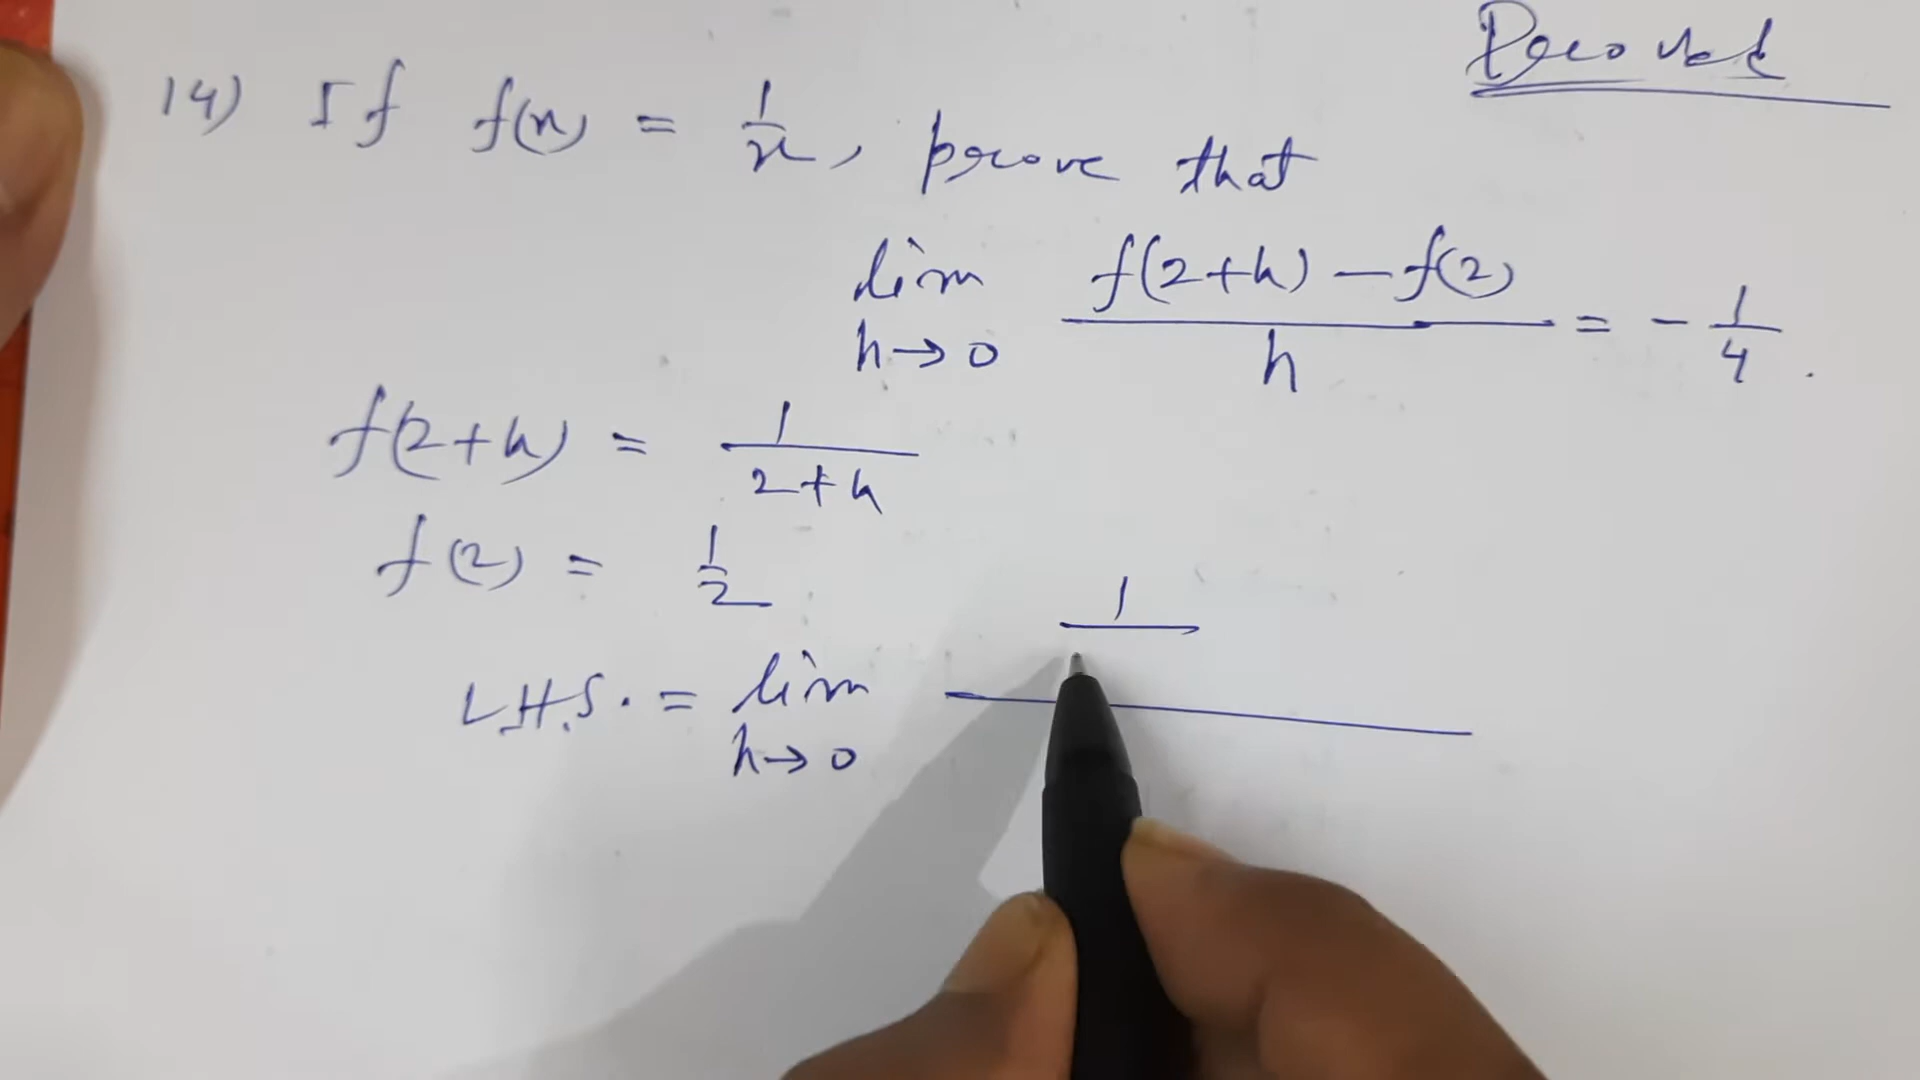 Proved
14) If f(x) = 1/x, prove that
lim h→0 f(2+h) − f(2) / h = − 1/4 .
f(2+h) = 1/2+h
f(2) = 1/2
L.H.S. = lim h→0 1